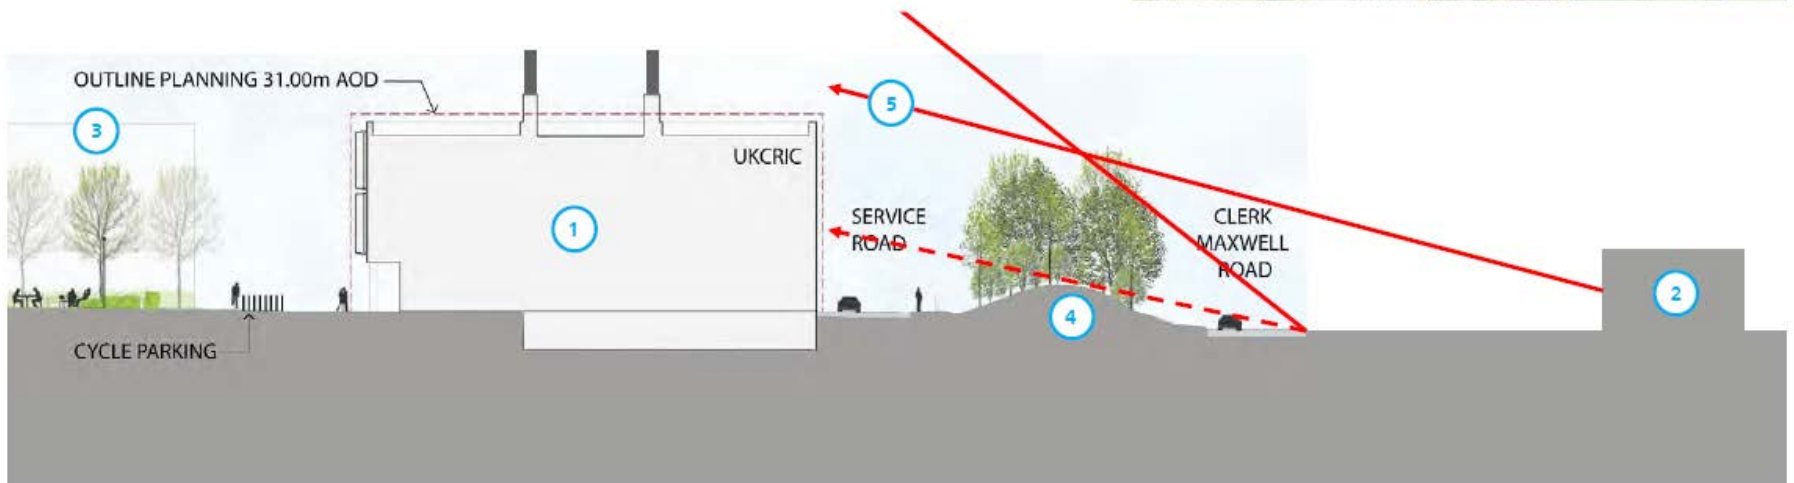 OUTLINE PLANNING 31.00m AOD
5
3
UKCRIC
1
SERVICE
ROAD
CLERK
MAXWELL
ROAD
2
4
CYCLE PARKING